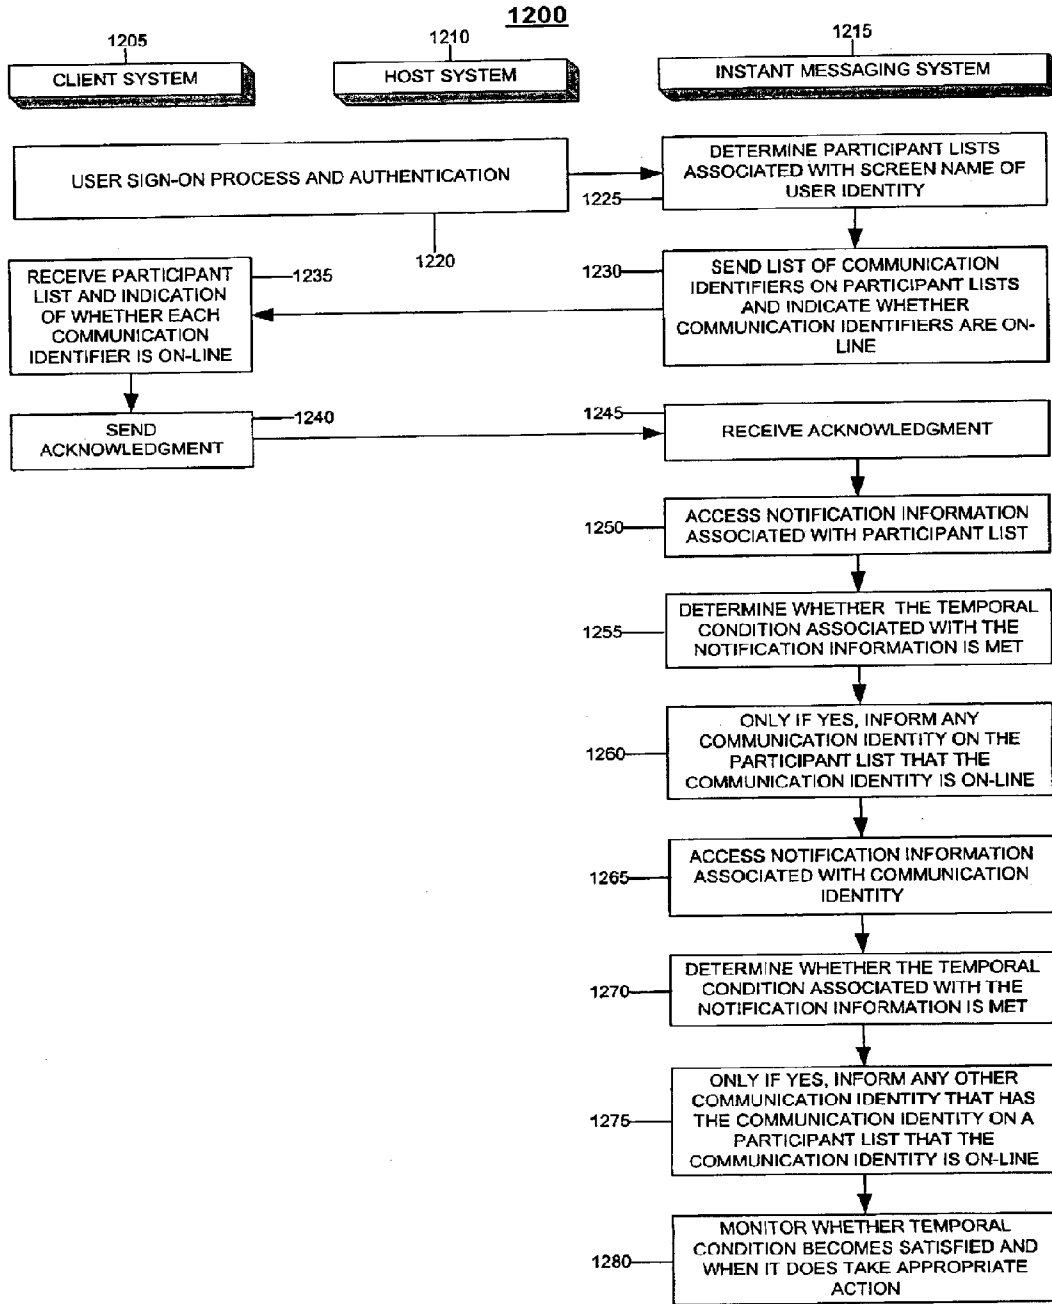 1200
1205
1210
1215
CLIENT SYSTEM
HOST SYSTEM
INSTANT MESSAGING SYSTEM
USER SIGN-ON PROCESS AND AUTHENTICATION
1220
DETERMINE PARTICIPANT LISTS
ASSOCIATED WITH SCREEN NAME OF
USER IDENTITY
1225
1230
SEND LIST OF COMMUNICATION
IDENTIFIERS ON PARTICIPANT LISTS
AND INDICATE WHETHER
COMMUNICATION IDENTIFIERS ARE ON-
LINE
RECEIVE PARTICIPANT
LIST AND INDICATION
OF WHETHER EACH
COMMUNICATION
IDENTIFIER IS ON-LINE
1235
SEND
ACKNOWLEDGMENT
1240
1245
RECEIVE ACKNOWLEDGMENT
1250
ACCESS NOTIFICATION INFORMATION
ASSOCIATED WITH PARTICIPANT LIST
1255
DETERMINE WHETHER THE TEMPORAL
CONDITION ASSOCIATED WITH THE
NOTIFICATION INFORMATION IS MET
1260
ONLY IF YES, INFORM ANY
COMMUNICATION IDENTITY ON THE
PARTICIPANT LIST THAT THE
COMMUNICATION IDENTITY IS ON-LINE
1265
ACCESS NOTIFICATION INFORMATION
ASSOCIATED WITH COMMUNICATION
IDENTITY
1270
DETERMINE WHETHER THE TEMPORAL
CONDITION ASSOCIATED WITH THE
NOTIFICATION INFORMATION IS MET
1275
ONLY IF YES, INFORM ANY OTHER
COMMUNICATION IDENTITY THAT HAS
THE COMMUNICATION IDENTITY ON A
PARTICIPANT LIST THAT THE
COMMUNICATION IDENTITY IS ON-LINE
1280
MONITOR WHETHER TEMPORAL
CONDITION BECOMES SATISFIED AND
WHEN IT DOES TAKE APPROPRIATE
ACTION